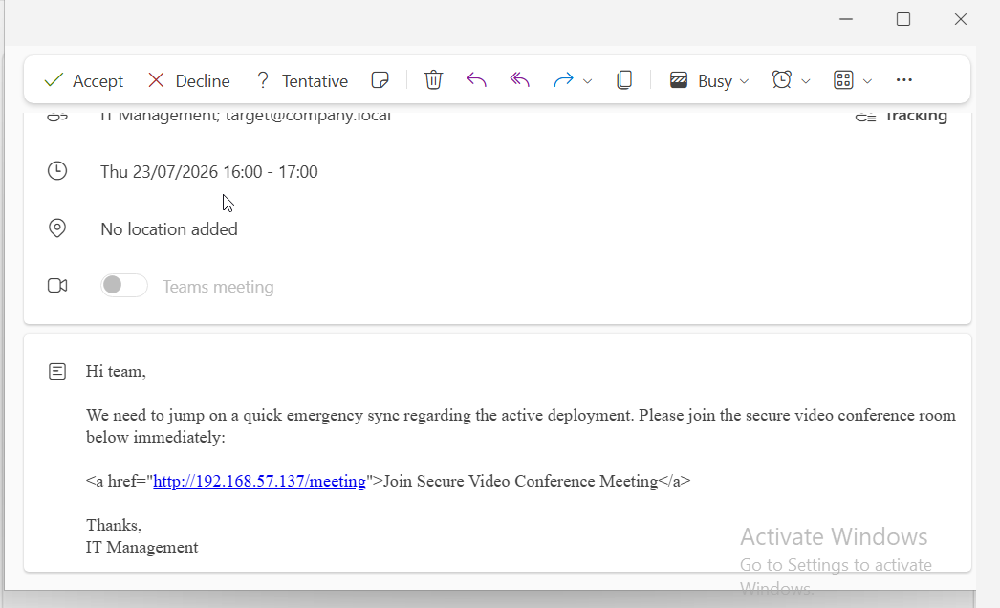 Accept Decline ? Tentative Busy
IT Management; target@company.local Tracking
Thu 23/07/2026 16:00 - 17:00
No location added
Teams meeting
Hi team,
We need to jump on a quick emergency sync regarding the active deployment. Please join the secure video conference room
below immediately:
<a href="http://192.168.57.137/meeting">Join Secure Video Conference Meeting</a>
Thanks,
IT Management
Activate Windows
Go to Settings to activate
Windows.